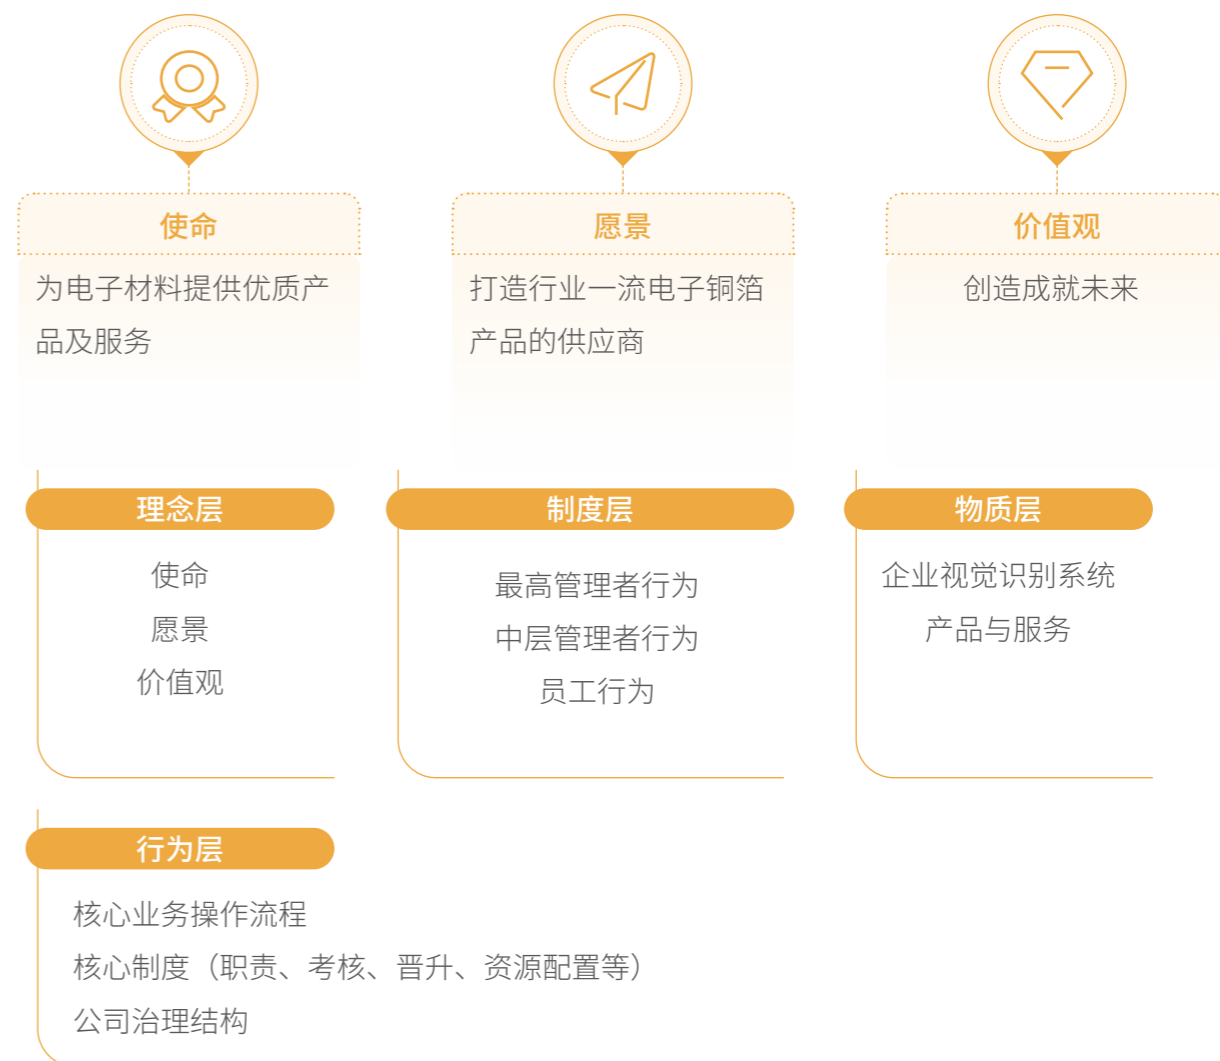 使命
为电子材料提供优质产
品及服务
愿景
打造行业一流电子铜箔
产品的供应商
价值观
创造成就未来
理念层
使命
愿景
价值观
制度层
最高管理者行为
中层管理者行为
员工行为
物质层
企业视觉识别系统
产品与服务
行为层
核心业务操作流程
核心制度（职责、考核、晋升、资源配置等）
公司治理结构